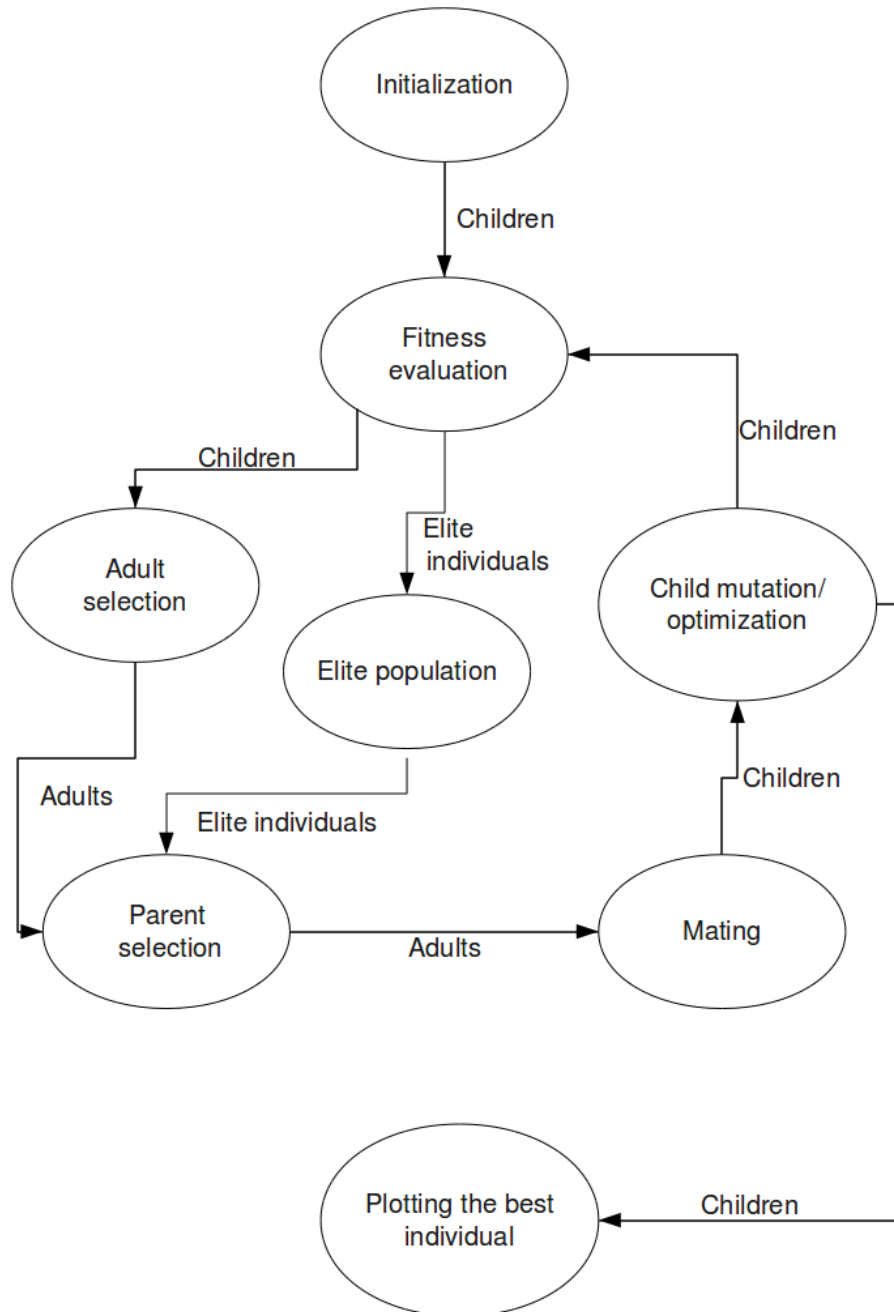 Initialization
Children
Fitness
evaluation
Children
Children
Elite
individuals
Adult
selection
Child mutation/
optimization
Elite population
Adults
Children
Elite individuals
Parent
selection
Adults
Mating
Plotting the best
individual
Children